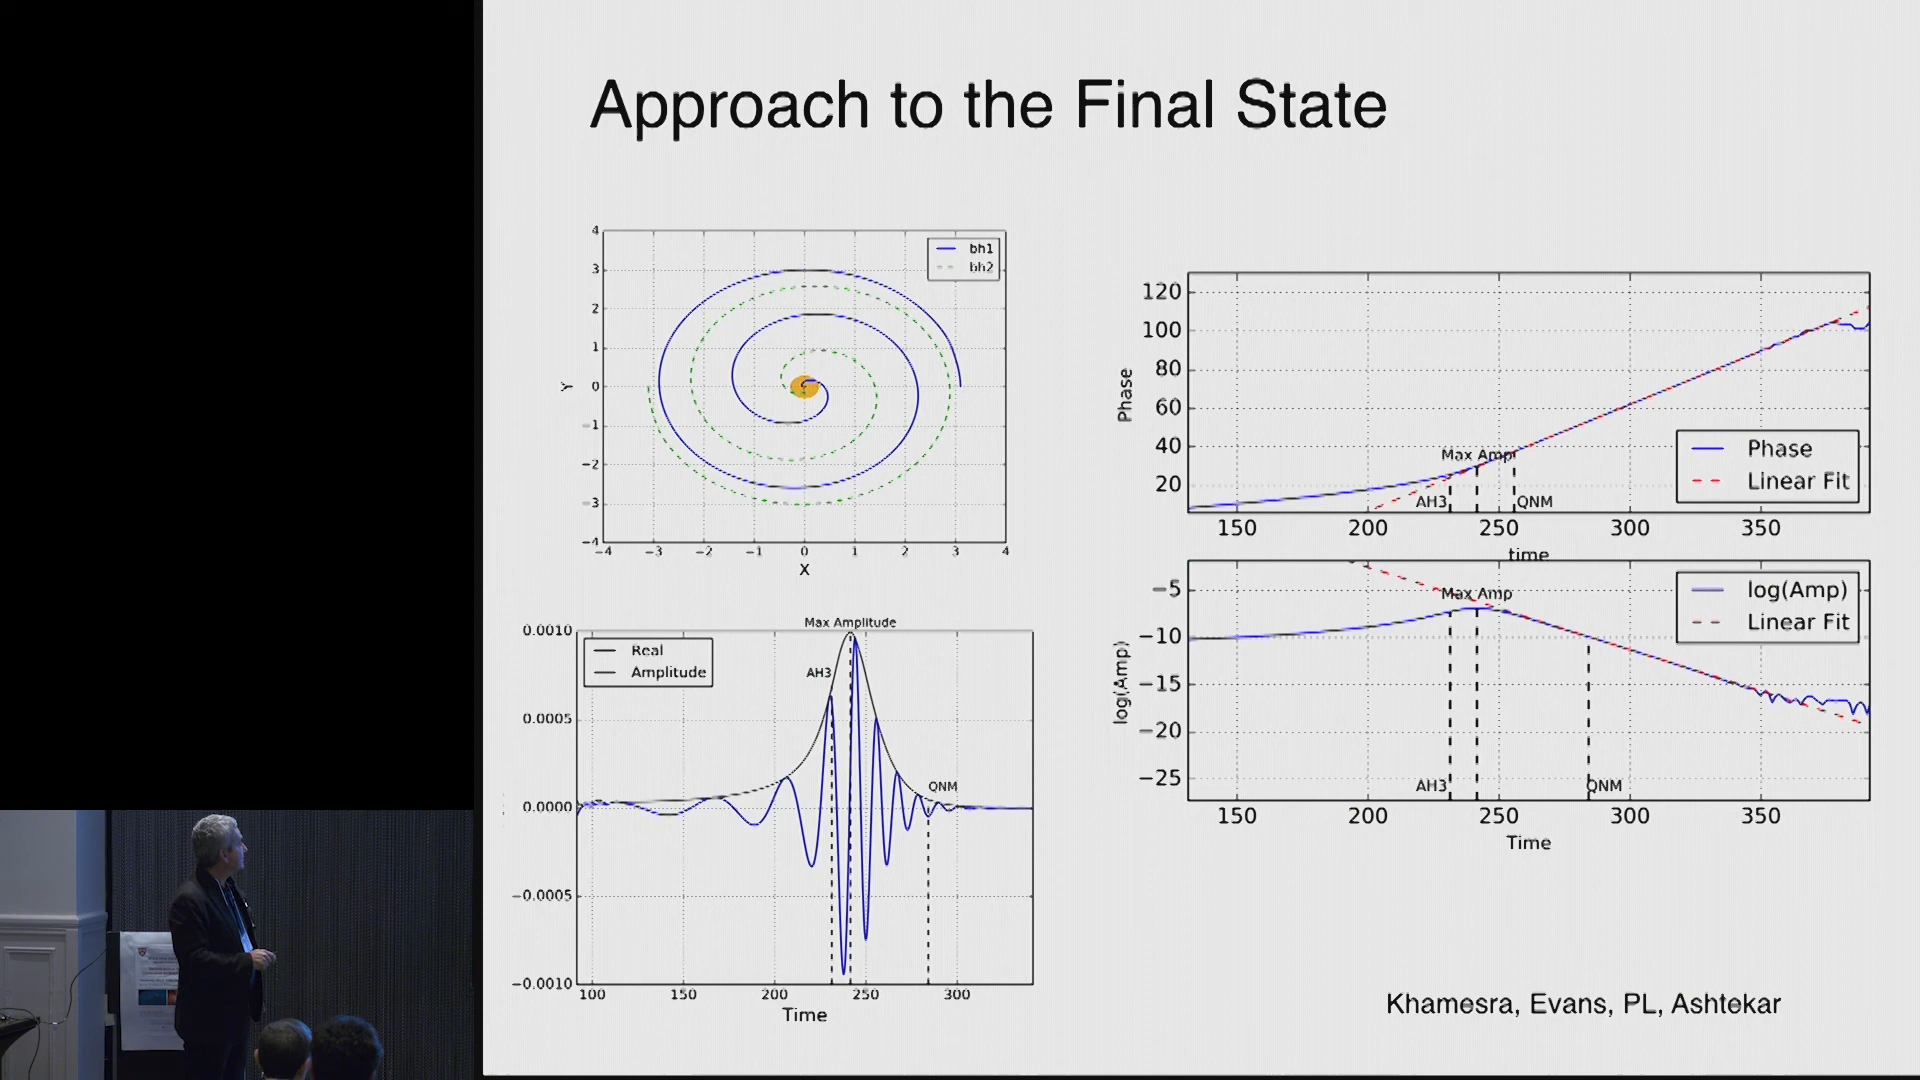 Approach to the Final State
4
3
2
1
0
−1
−2
−3
−4
Y
bh1
bh2
−4 −3 −2 −1 0 1 2 3 4
X
Max Amplitude
0.0010
0.0005
0.0000
−0.0005
−0.0010
Real
Amplitude
AH3
QNM
100 150 200 250 300
Time
120
100
80
60
40
20
Phase
Max Amp
AH3
QNM
Phase
Linear Fit
150 200 250 300 350
time
−5
−10
−15
−20
−25
log(Amp)
Max Amp
AH3
QNM
log(Amp)
Linear Fit
150 200 250 300 350
Time
Khamesra, Evans, PL, Ashtekar